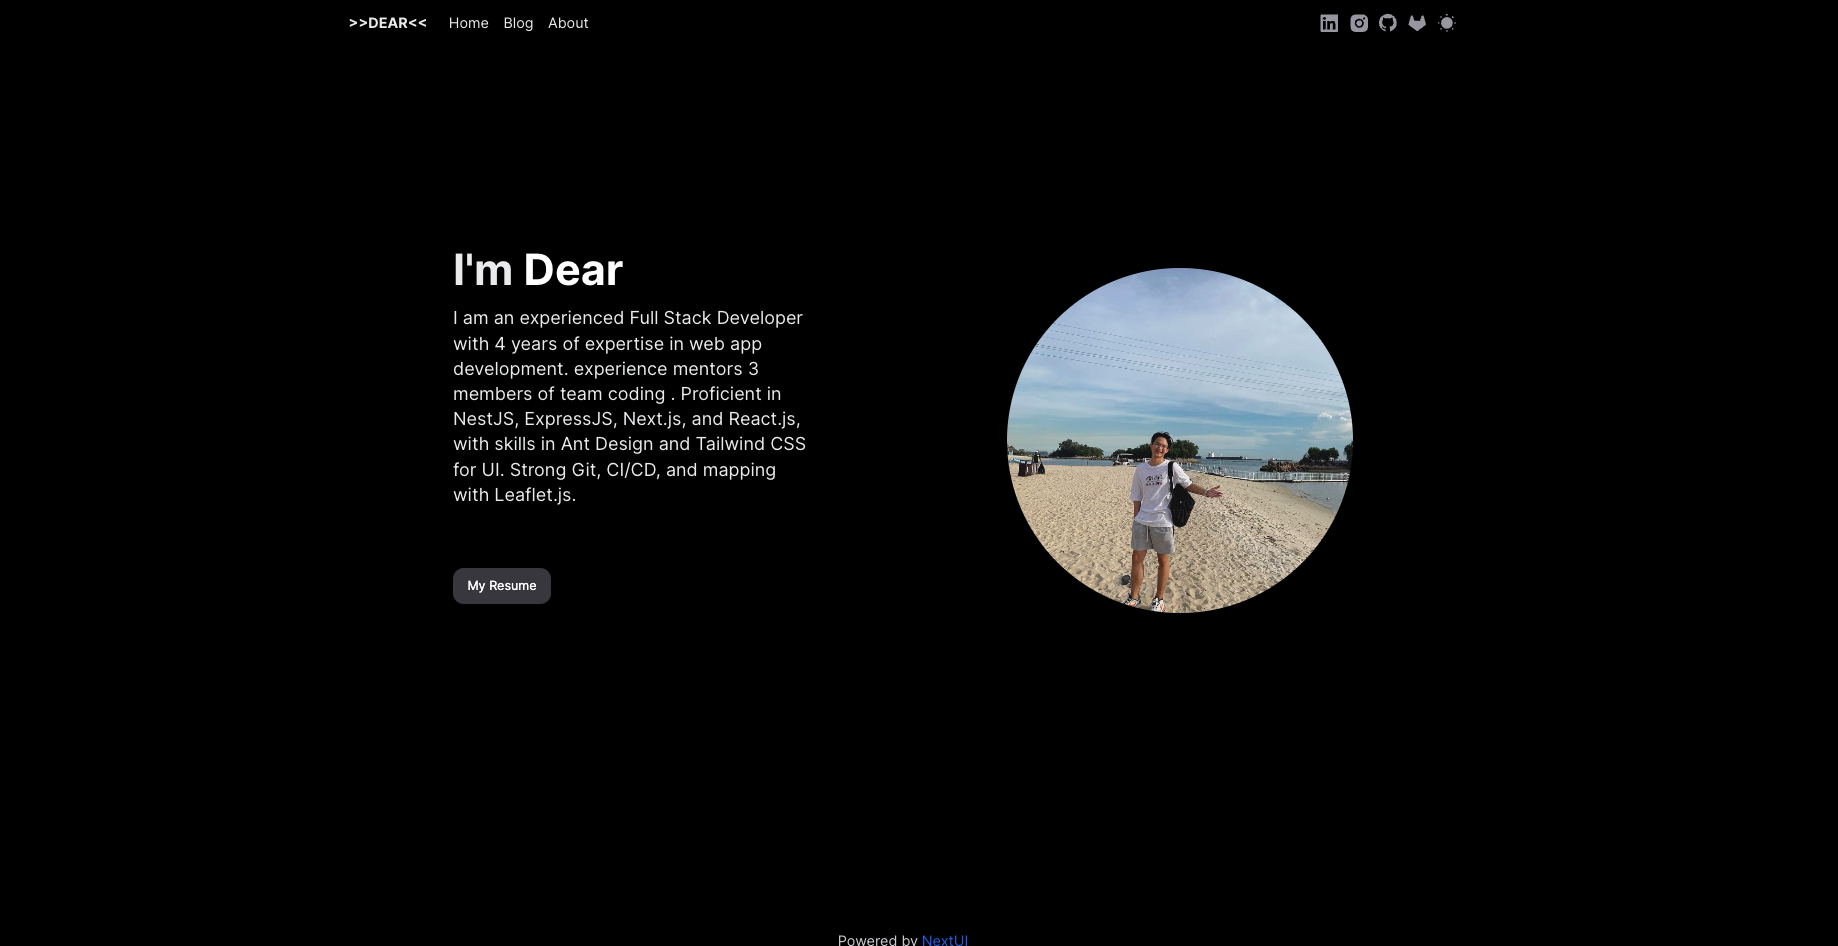 >>DEAR<< Home Blog About
I'm Dear
I am an experienced Full Stack Developer
with 4 years of expertise in web app
development. experience mentors 3
members of team coding . Proficient in
NestJS, ExpressJS, Next.js, and React.js,
with skills in Ant Design and Tailwind CSS
for UI. Strong Git, CI/CD, and mapping
with Leaflet.js.
My Resume
Powered by NextUI